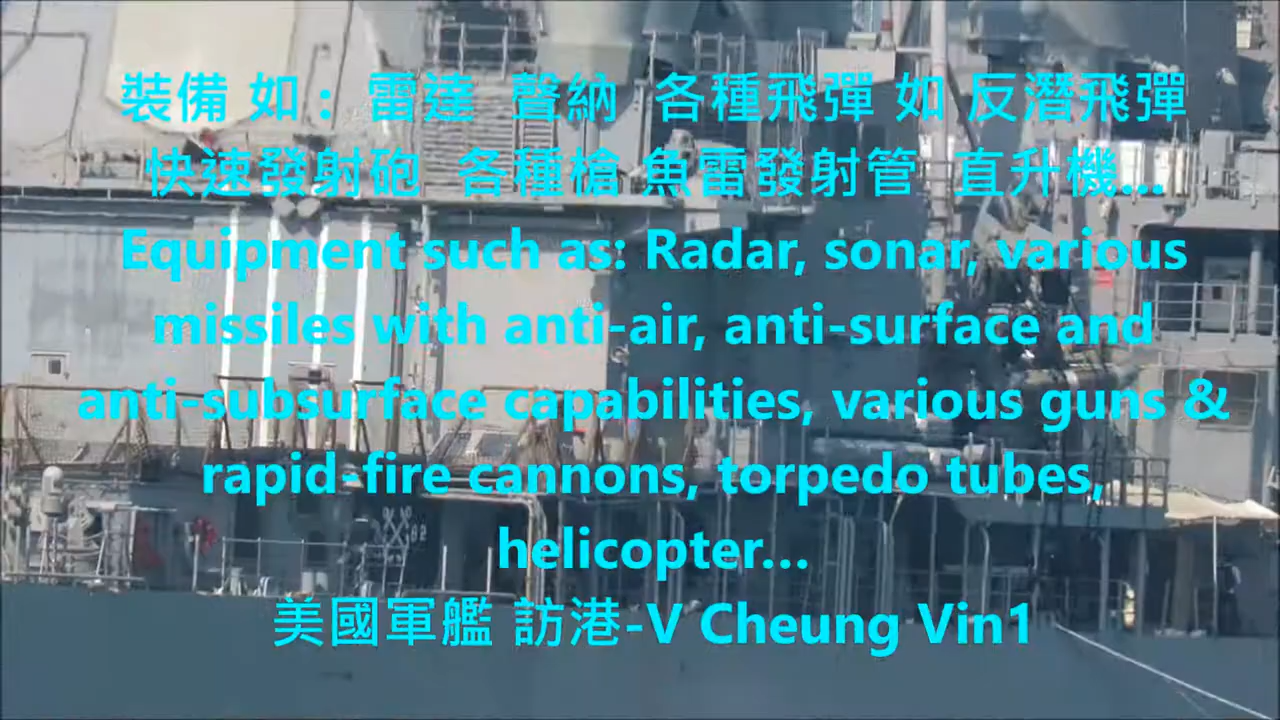 裝備 如 : 雷達 聲納 各種飛彈 如 反潛飛彈
快速發射砲 各種槍 魚雷發射管 直升機...
Equipment such as: Radar, sonar, various
missiles with anti-air, anti-surface and
anti-subsurface capabilities, various guns &
rapid-fire cannons, torpedo tubes,
helicopter...
美國軍艦 訪港-V Cheung Vin1